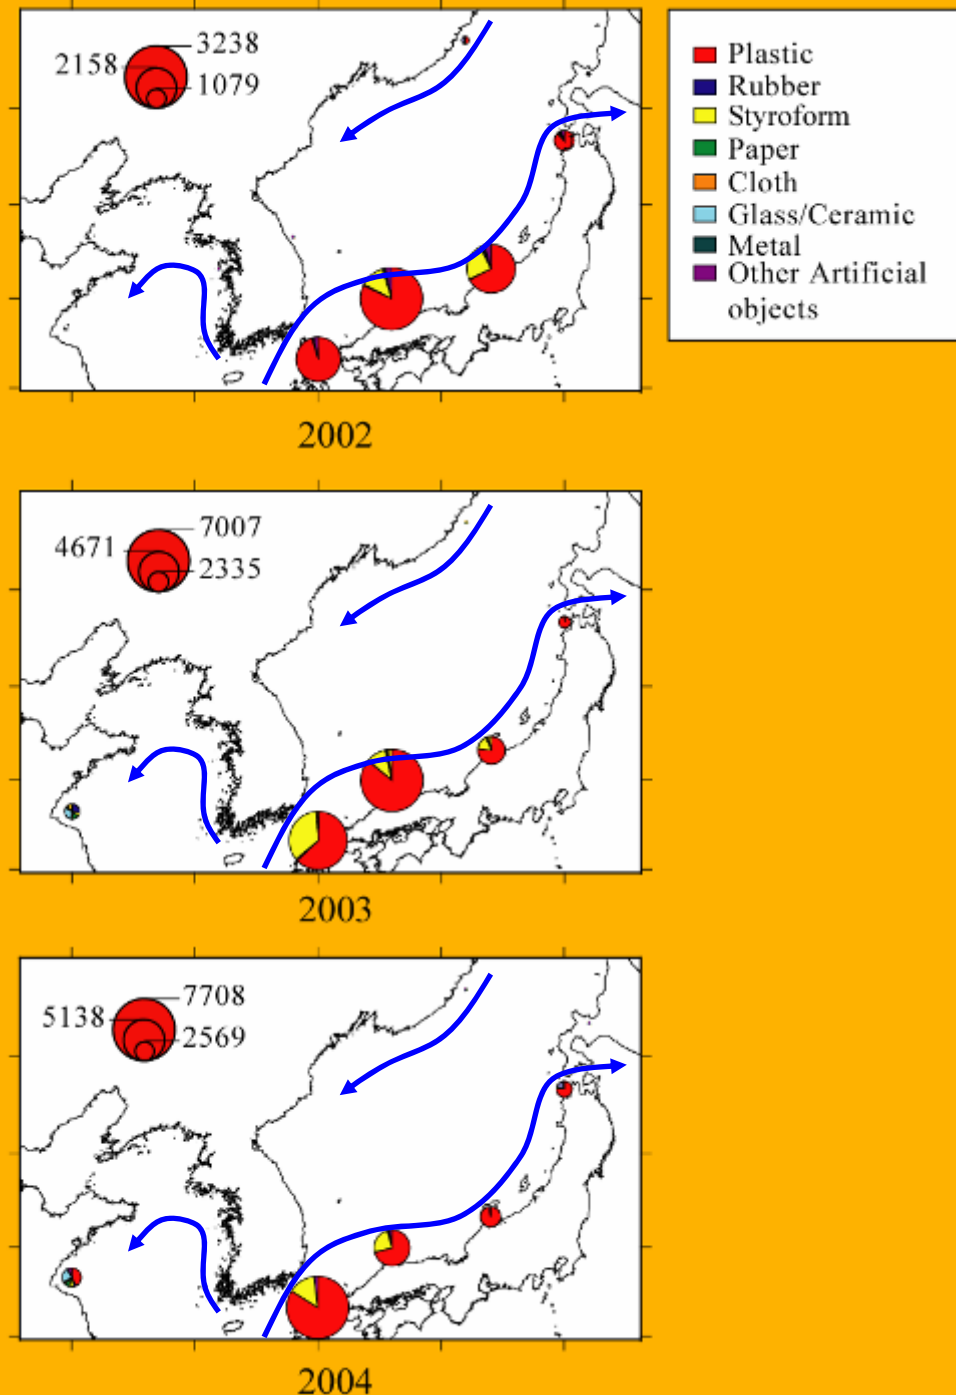 3238
2158
1079
Plastic
Rubber
Styroform
Paper
Cloth
Glass/Ceramic
Metal
Other Artificial
objects
2002
7007
4671
2335
2003
7708
5138
2569
2004